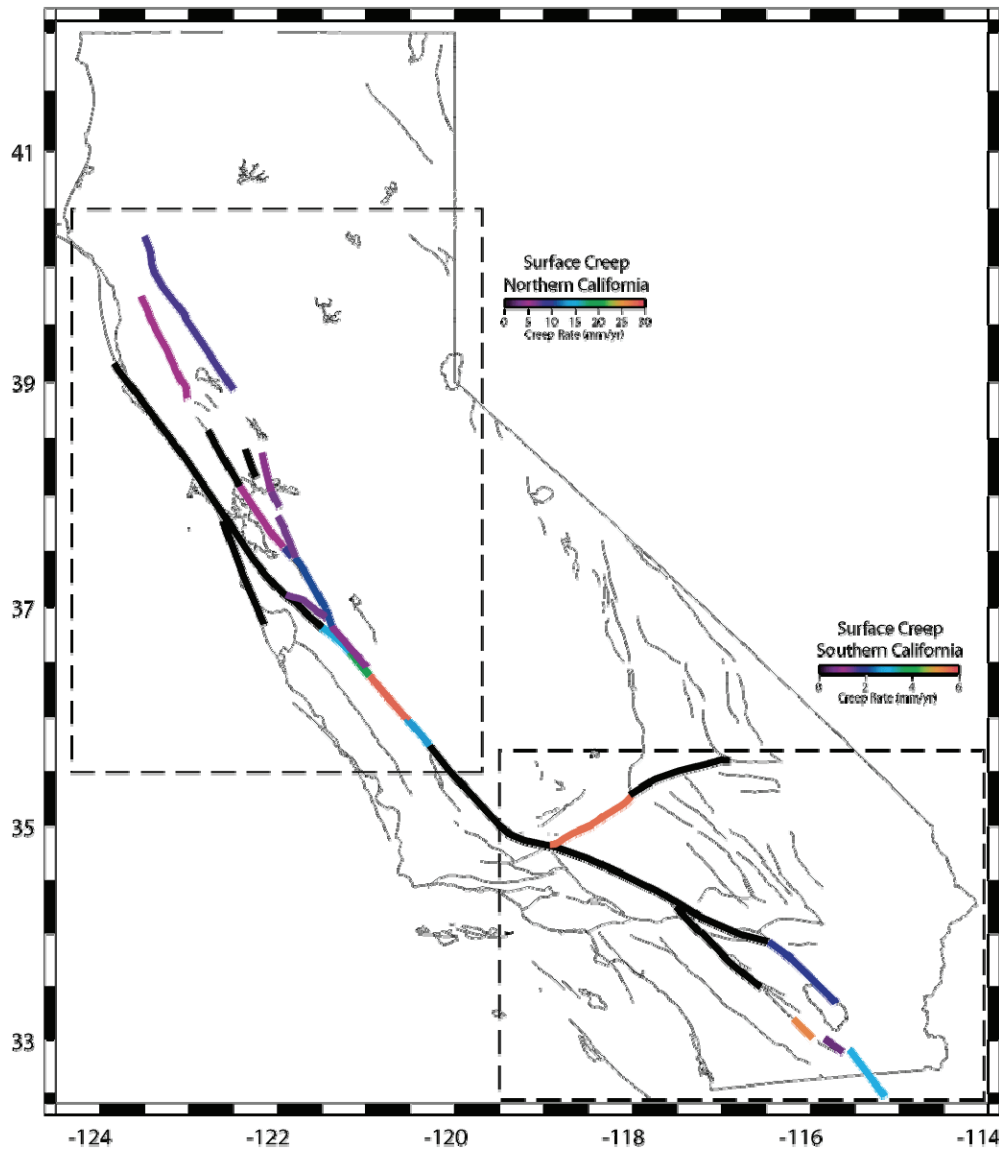 41
39
37
35
33
Surface Creep
Northern California
0 5 10 15 20 25 30
Creep Rate (mm/yr)
Surface Creep
Southern California
0 2 4 6
Creep Rate (mm/yr)
-124 -122 -120 -118 -116 -114